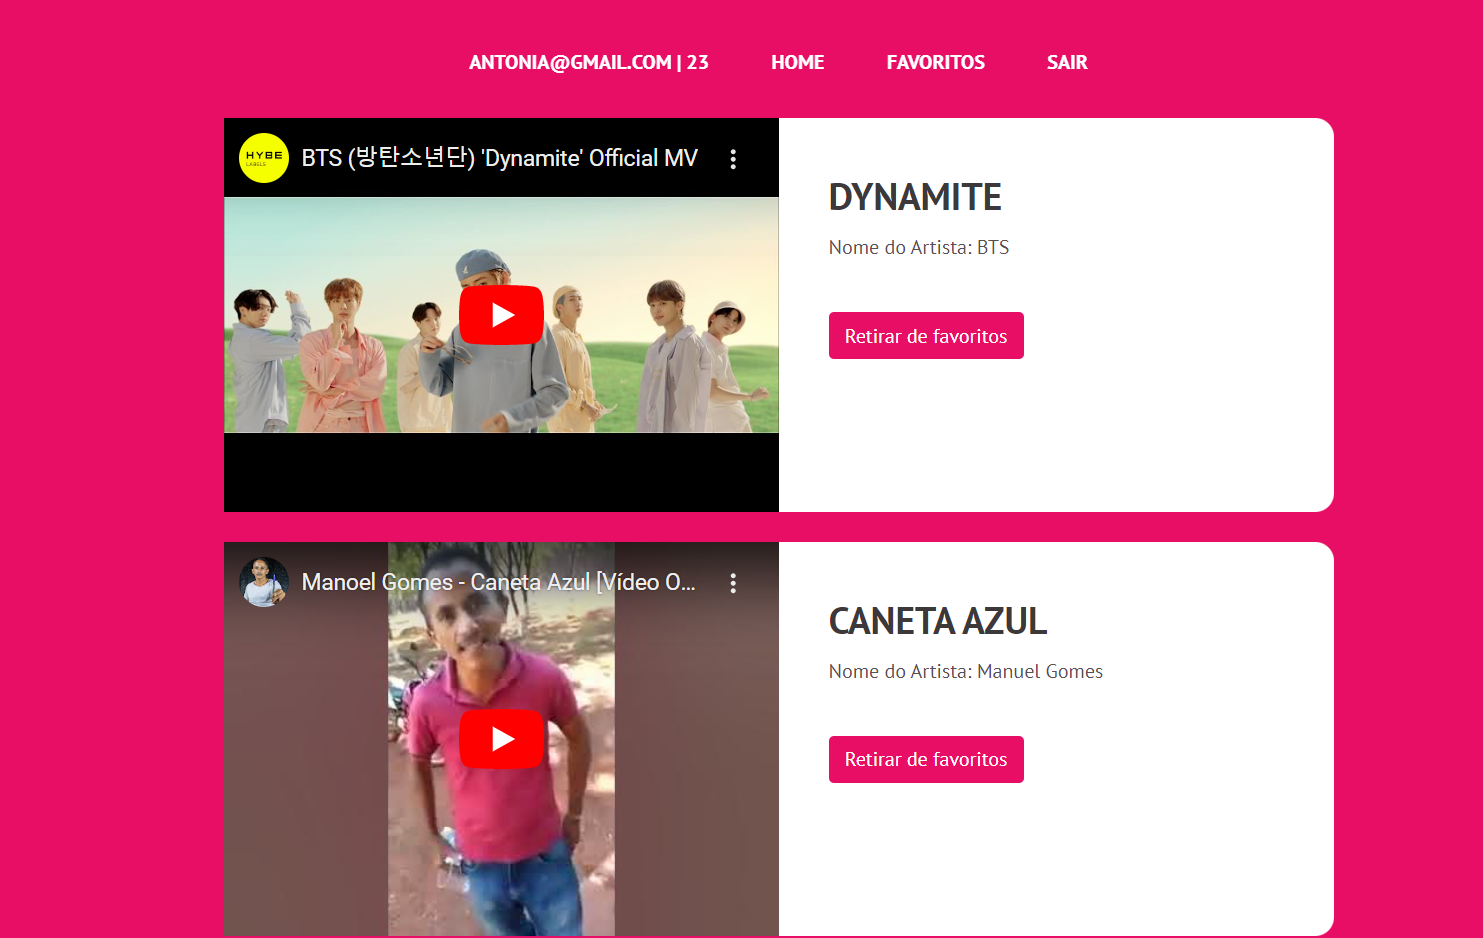 ANTONIA@GMAIL.COM | 23 HOME FAVORITOS SAIR
HYBE
LABELS
BTS (방탄소년단) 'Dynamite' Official MV
DYNAMITE
Nome do Artista: BTS
Retirar de favoritos
Manoel Gomes - Caneta Azul [Vídeo O...
CANETA AZUL
Nome do Artista: Manuel Gomes
Retirar de favoritos